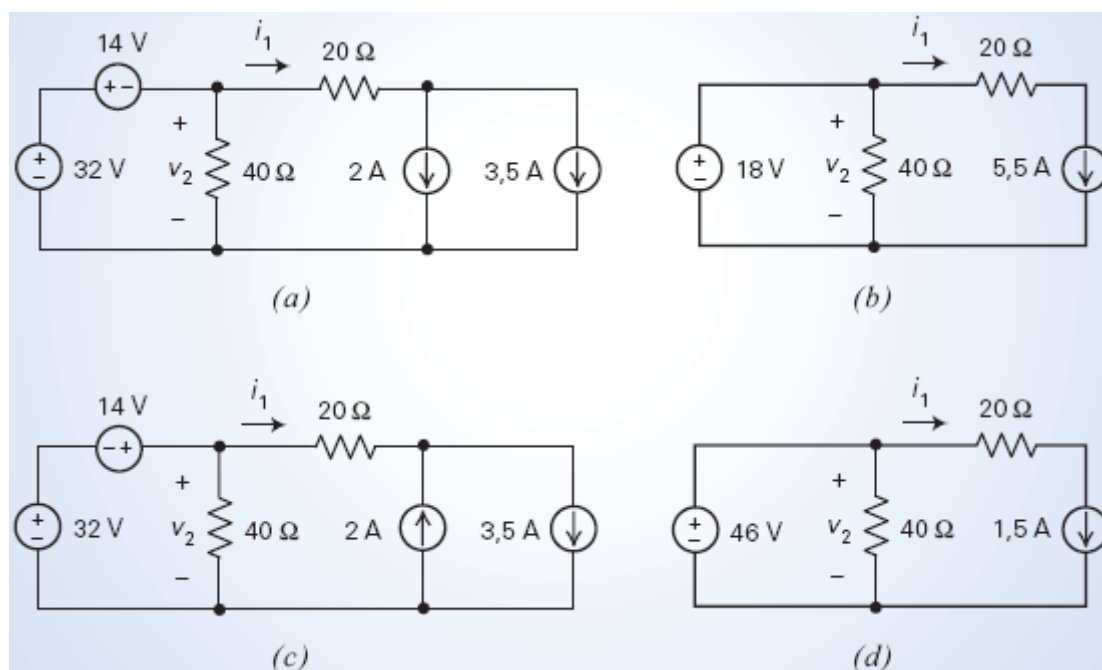 14 V i₁ 20 Ω i₁ 20 Ω
+ − + −
+ − 32 V + v₂ − 40 Ω 2 A 3,5 A + − 18 V + v₂ − 40 Ω 5,5 A
(a) (b)
14 V i₁ 20 Ω i₁ 20 Ω
− +
+ − 32 V + v₂ − 40 Ω 2 A 3,5 A + − 46 V + v₂ − 40 Ω 1,5 A
(c) (d)